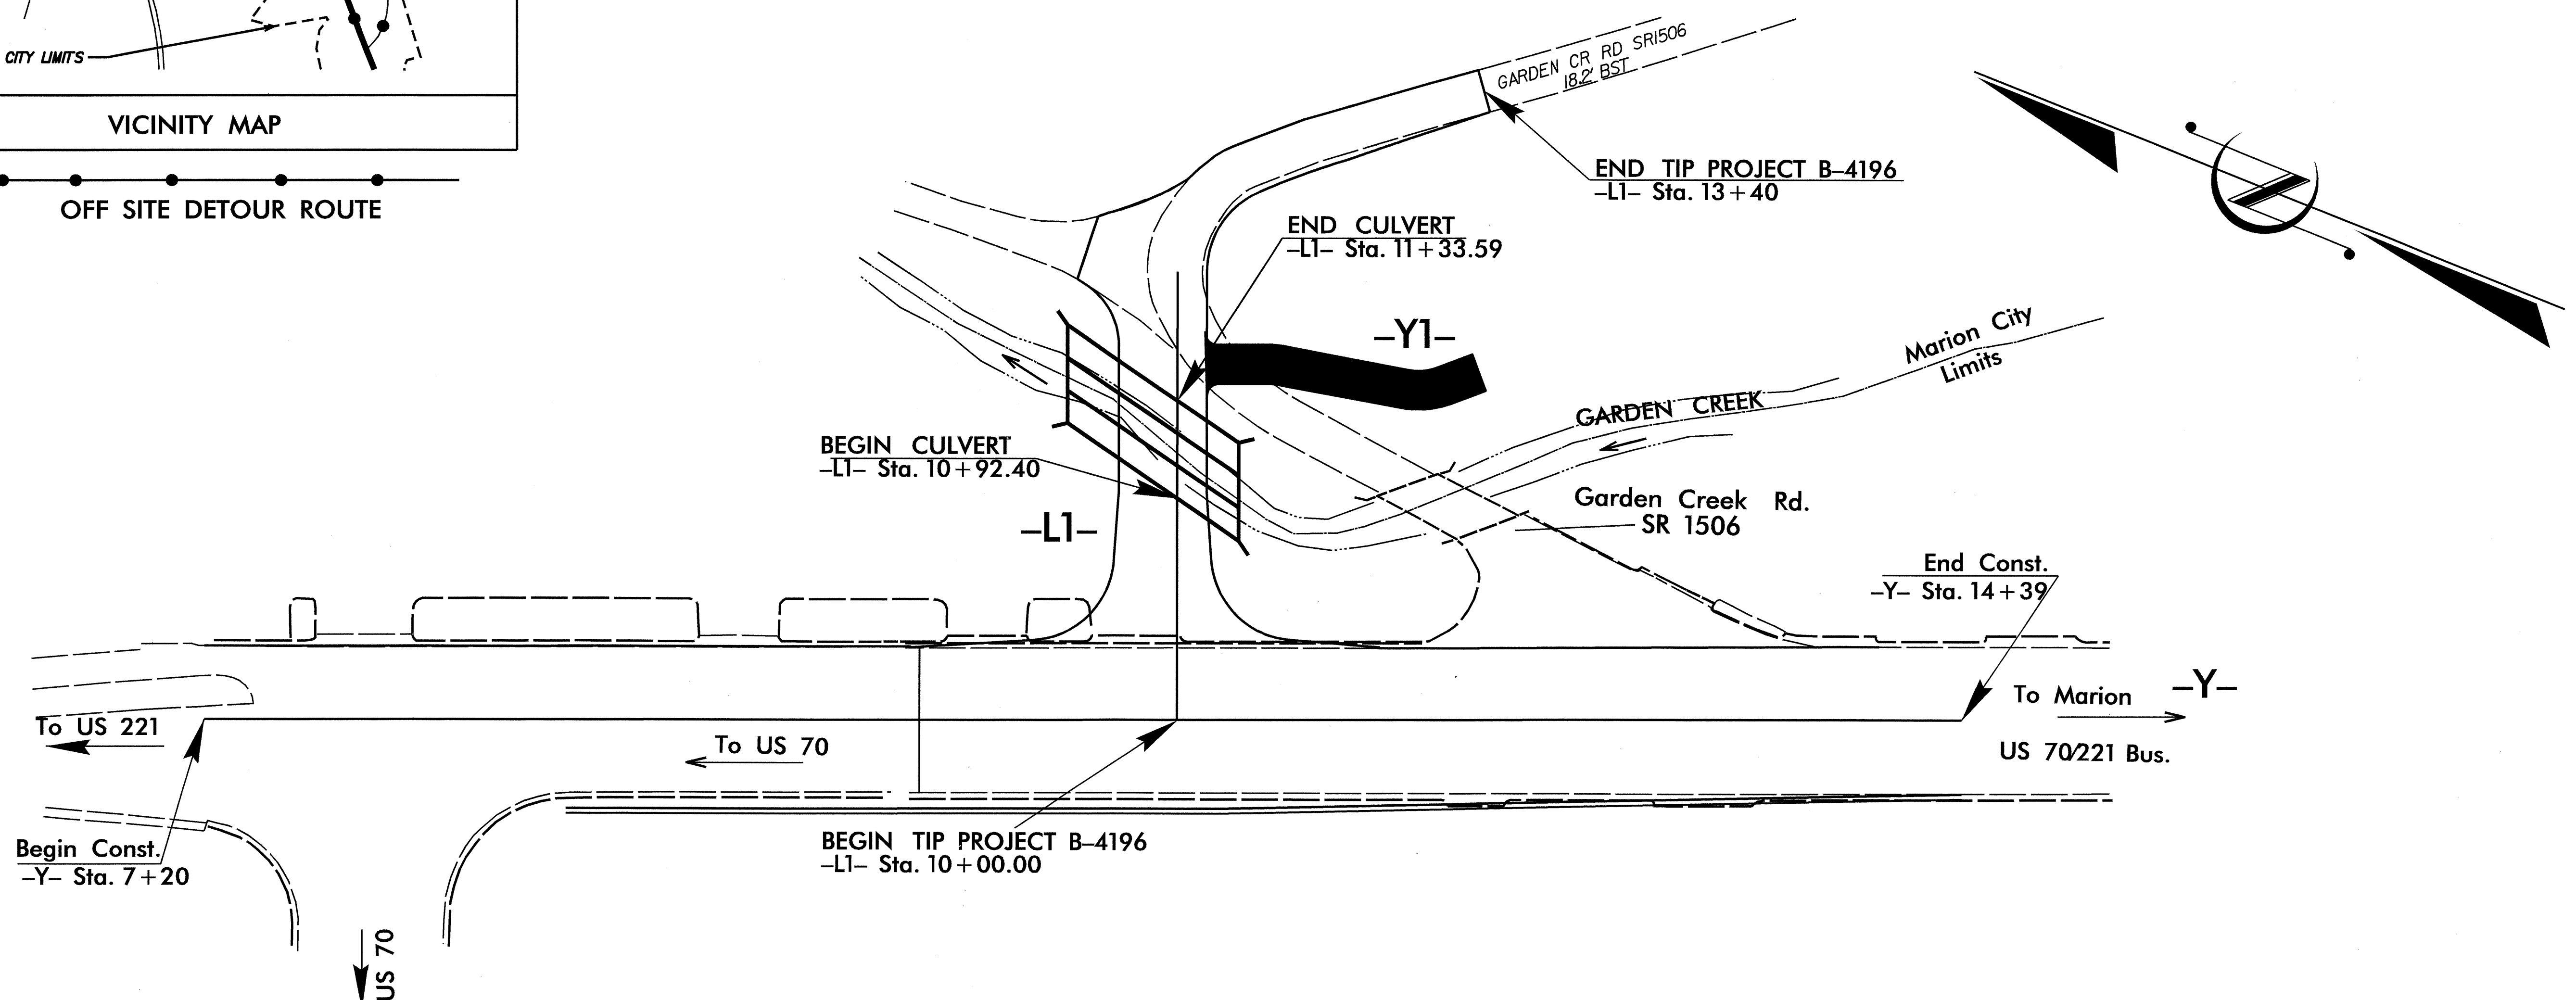 CITY LIMITS
VICINITY MAP
OFF SITE DETOUR ROUTE
GARDEN CR RD SR1506
18.2' BST
END TIP PROJECT B–4196
–L1– Sta. 13+40
END CULVERT
–L1– Sta. 11+33.59
–Y1–
Marion City
Limits
GARDEN CREEK
BEGIN CULVERT
–L1– Sta. 10+92.40
–L1–
Garden Creek Rd.
SR 1506
End Const.
–Y– Sta. 14+39
To Marion
–Y–
US 70/221 Bus.
To US 221
To US 70
Begin Const.
–Y– Sta. 7+20
BEGIN TIP PROJECT B–4196
–L1– Sta. 10+00.00
US 70